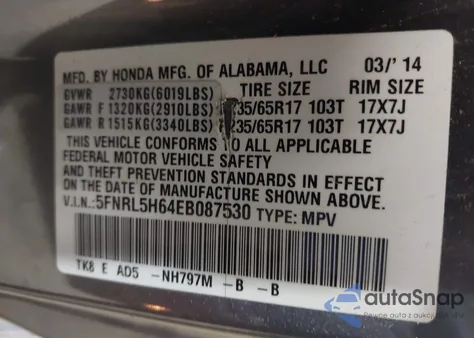 MFD. BY HONDA MFG. OF ALABAMA, LLC 03/' 14
GVWR 2730KG(6019LBS) TIRE SIZE RIM SIZE
GAWR F 1320KG(2910LBS) 35/65R17 103T 17X7J
GAWR R 1515KG(3340LBS) 35/65R17 103T 17X7J
THIS VEHICLE CONFORMS TO ALL APPLICABLE
FEDERAL MOTOR VEHICLE SAFETY
AND THEFT PREVENTION STANDARDS IN EFFECT
ON THE DATE OF MANUFACTURE SHOWN ABOVE.
V.I.N.:5FNRL5H64EB087530 TYPE: MPV
TK8 E AD5 -NH797M -B -B
autoSnap